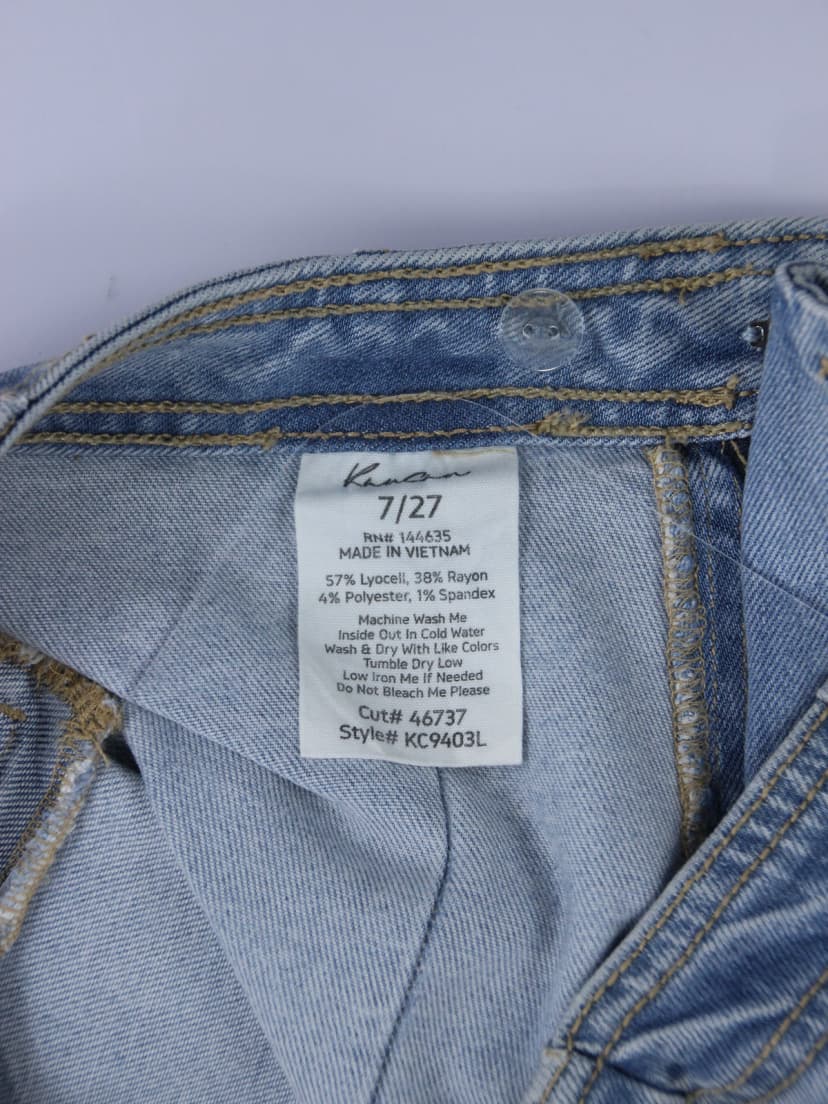 Kancan
7/27
RN# 144635
MADE IN VIETNAM
57% Lyocell, 38% Rayon
4% Polyester, 1% Spandex
Machine Wash Me
Inside Out In Cold Water
Wash & Dry With Like Colors
Tumble Dry Low
Low Iron Me If Needed
Do Not Bleach Me Please
Cut# 46737
Style# KC9403L